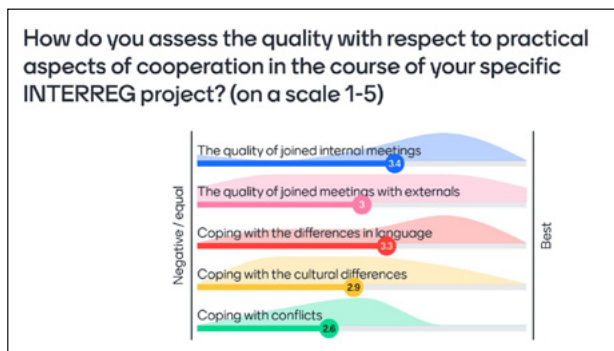 How do you assess the quality with respect to practical
aspects of cooperation in the course of your specific
INTERREG project? (on a scale 1-5)
Negative / equal
The quality of joined internal meetings
3.4
The quality of joined meetings with externals
3
Coping with the differences in language
3.3
Coping with the cultural differences
2.9
Coping with conflicts
2.6
Best